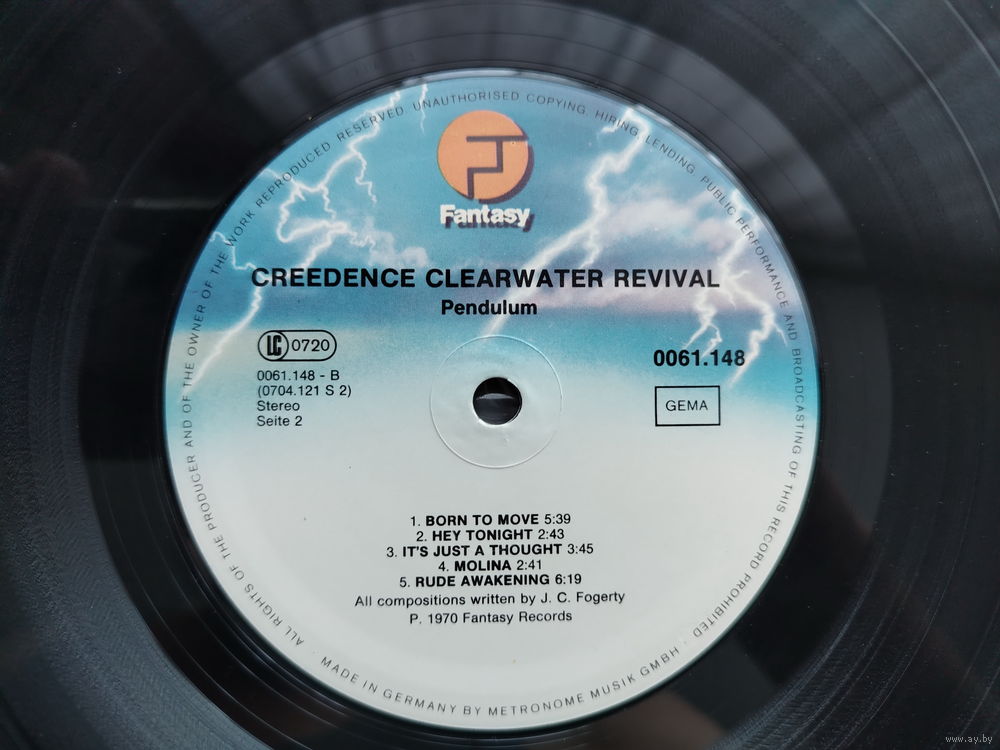 ALL RIGHTS OF THE PRODUCER AND OF THE OWNER OF THE WORK REPRODUCED RESERVED. UNAUTHORISED COPYING, HIRING, LENDING, PUBLIC PERFORMANCE AND BROADCASTING OF THIS RECORD PROHIBITED ·
Fantasy
CREEDENCE CLEARWATER REVIVAL
Pendulum
LC 0720
0061.148 - B
(0704.121 S 2)
Stereo
Seite 2
0061.148
GEMA
1. BORN TO MOVE 5:39
2. HEY TONIGHT 2:43
3. IT'S JUST A THOUGHT 3:45
4. MOLINA 2:41
5. RUDE AWAKENING 6:19
All compositions written by J. C. Fogerty
P. 1970 Fantasy Records
· MADE IN GERMANY BY METRONOME MUSIK GMBH ·
www.ay.by